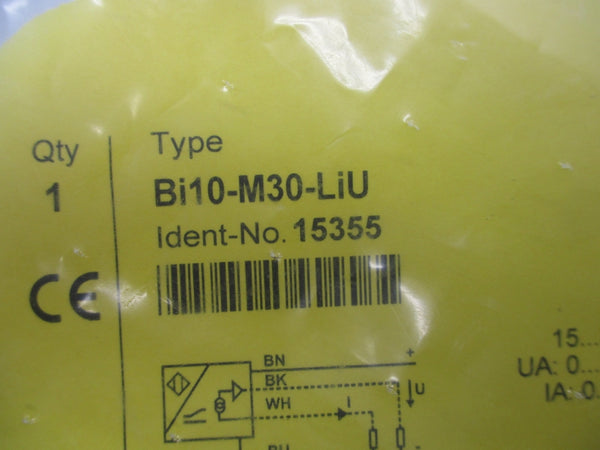 Qty
1
Type
Bi10-M30-LiU
Ident-No. 15355
CE
15...
UA: 0...
IA: 0.
BN
+
BK
U
WH
I
-